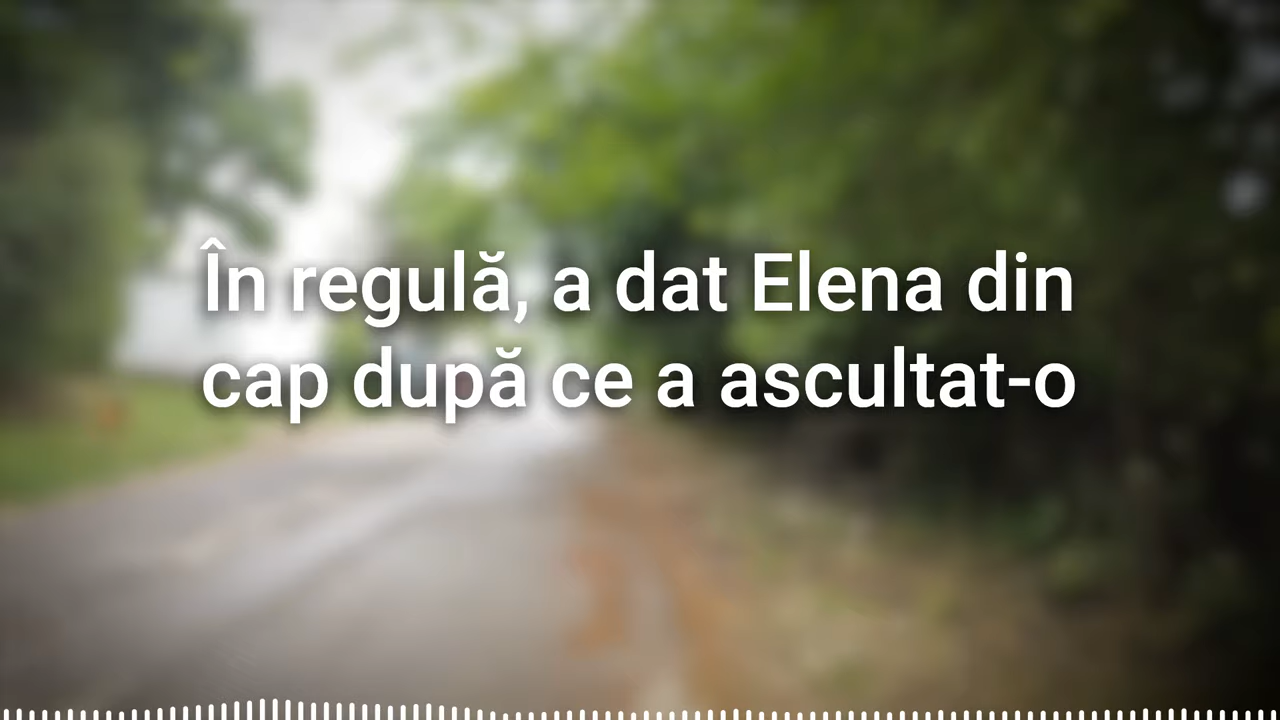 În regulă, a dat Elena din
cap după ce a ascultat-o